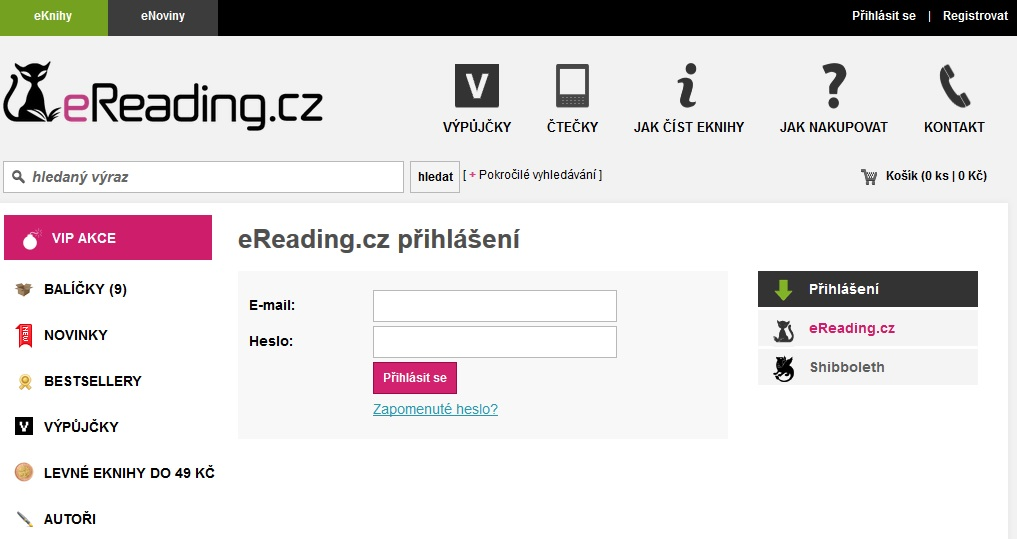 eKnihy
eNoviny
Přihlásit se | Registrovat
eReading.cz
V
VÝPŮJČKY
ČTEČKY
JAK ČÍST EKNIHY
JAK NAKUPOVAT
KONTAKT
hledaný výraz
hledat
[ + Pokročilé vyhledávání ]
Košík (0 ks | 0 Kč)
VIP AKCE
BALÍČKY (9)
NEW
NOVINKY
BESTSELLERY
V
VÝPŮJČKY
LEVNÉ EKNIHY DO 49 KČ
AUTOŘI
eReading.cz přihlášení
E-mail:
Heslo:
Přihlásit se
Zapomenuté heslo?
Přihlášení
eReading.cz
Shibboleth